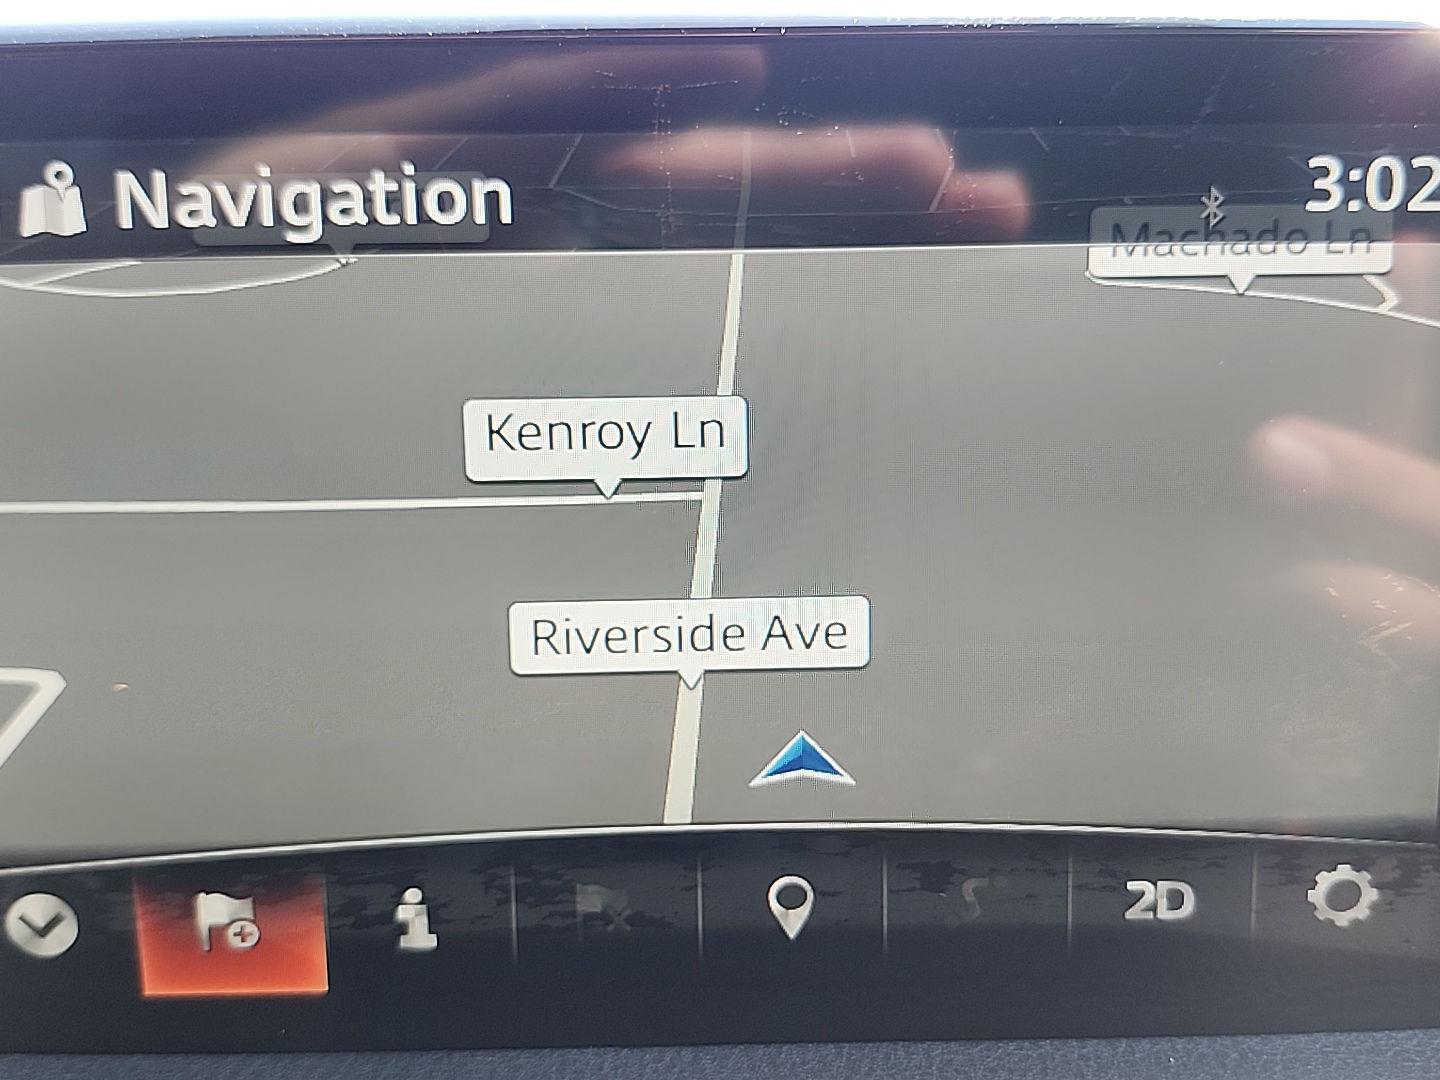 Navigation
3:02
Machado Ln
Kenroy Ln
Riverside Ave
2D